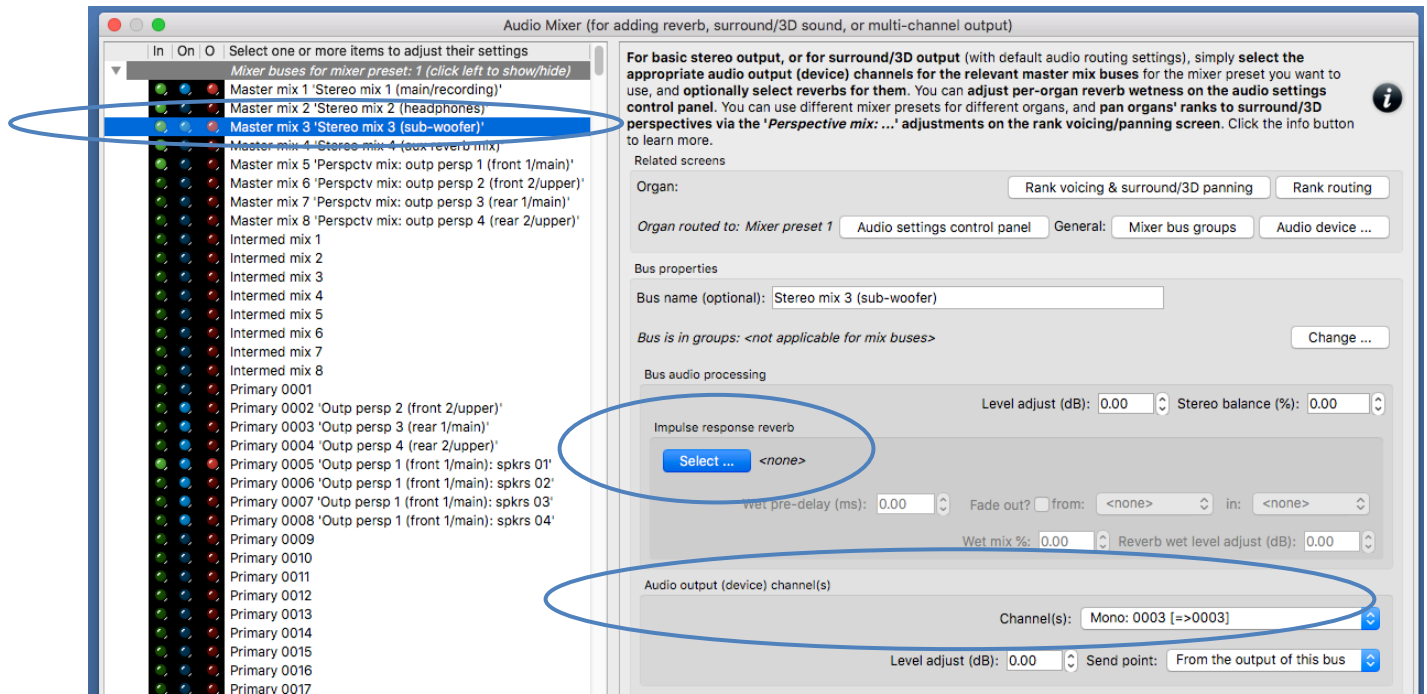 Audio Mixer (for adding reverb, surround/3D sound, or multi-channel output)
In On O Select one or more items to adjust their settings
Mixer buses for mixer preset: 1 (click left to show/hide)
Master mix 1 'Stereo mix 1 (main/recording)'
Master mix 2 'Stereo mix 2 (headphones)'
Master mix 3 'Stereo mix 3 (sub-woofer)'
Master mix 4 'Stereo mix 4 (aux reverb mix)'
Master mix 5 'Perspctv mix: outp persp 1 (front 1/main)'
Master mix 6 'Perspctv mix: outp persp 2 (front 2/upper)'
Master mix 7 'Perspctv mix: outp persp 3 (rear 1/main)'
Master mix 8 'Perspctv mix: outp persp 4 (rear 2/upper)'
Intermed mix 1
Intermed mix 2
Intermed mix 3
Intermed mix 4
Intermed mix 5
Intermed mix 6
Intermed mix 7
Intermed mix 8
Primary 0001
Primary 0002 'Outp persp 2 (front 2/upper)'
Primary 0003 'Outp persp 3 (rear 1/main)'
Primary 0004 'Outp persp 4 (rear 2/upper)'
Primary 0005 'Outp persp 1 (front 1/main): spkrs 01'
Primary 0006 'Outp persp 1 (front 1/main): spkrs 02'
Primary 0007 'Outp persp 1 (front 1/main): spkrs 03'
Primary 0008 'Outp persp 1 (front 1/main): spkrs 04'
Primary 0009
Primary 0010
Primary 0011
Primary 0012
Primary 0013
Primary 0014
Primary 0015
Primary 0016
Primary 0017
For basic stereo output, or for surround/3D output (with default audio routing settings), simply select the
appropriate audio output (device) channels for the relevant master mix buses for the mixer preset you want to
use, and optionally select reverbs for them. You can adjust per-organ reverb wetness on the audio settings
control panel. You can use different mixer presets for different organs, and pan organs' ranks to surround/3D
perspectives via the 'Perspective mix: ...' adjustments on the rank voicing/panning screen. Click the info button
to learn more.
i
Related screens
Organ: Rank voicing & surround/3D panning Rank routing
Organ routed to: Mixer preset 1 Audio settings control panel General: Mixer bus groups Audio device ...
Bus properties
Bus name (optional): Stereo mix 3 (sub-woofer)
Bus is in groups: <not applicable for mix buses> Change ...
Bus audio processing
Level adjust (dB): 0.00 Stereo balance (%): 0.00
Impulse response reverb
Select ... <none>
Wet pre-delay (ms): 0.00 Fade out? from: <none> in: <none>
Wet mix %: 0.00 Reverb wet level adjust (dB): 0.00
Audio output (device) channel(s)
Channel(s): Mono: 0003 [=>0003]
Level adjust (dB): 0.00 Send point: From the output of this bus